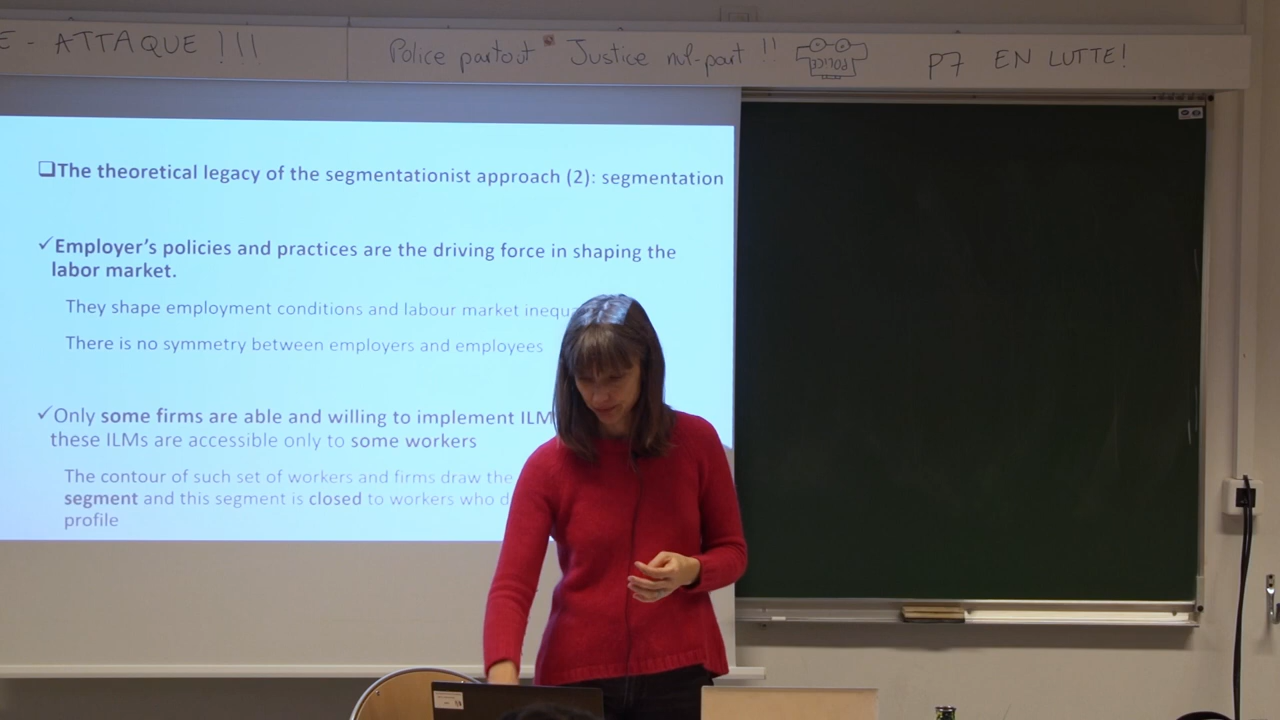 E - ATTAQUE !!!
Police partout Justice nul-part !!
POLICE
P7 EN LUTTE!
❑The theoretical legacy of the segmentationist approach (2): segmentation
✓Employer's policies and practices are the driving force in shaping the
labor market.
They shape employment conditions and labour market inequ
There is no symmetry between employers and employees
✓Only some firms are able and willing to implement ILM
these ILMs are accessible only to some workers
The contour of such set of workers and firms draw the
segment and this segment is closed to workers who d
profile